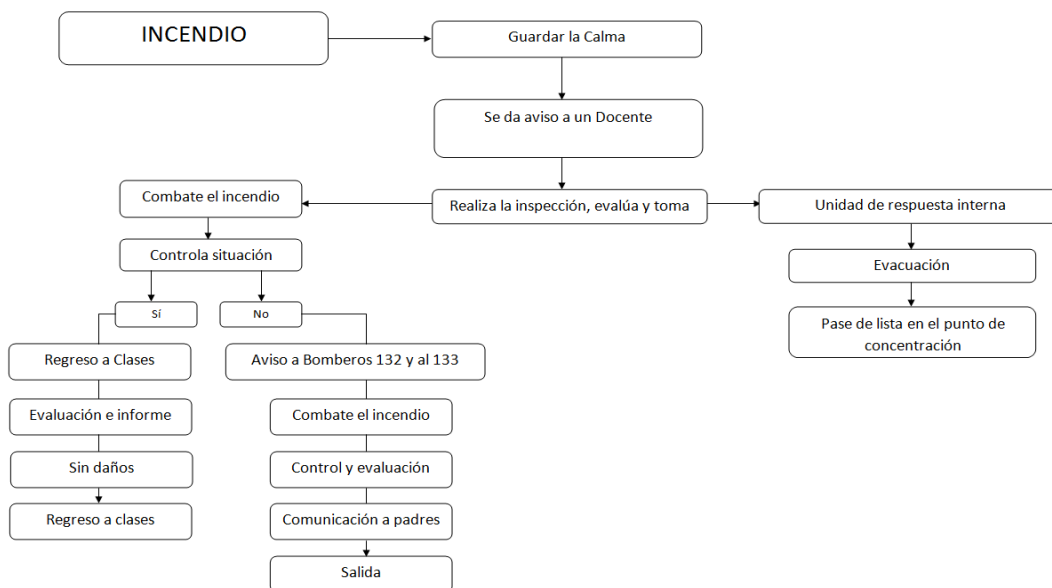 INCENDIO
Guardar la Calma
Se da aviso a un Docente
Combate el incendio
Realiza la inspección, evalúa y toma
Unidad de respuesta interna
Controla situación
Evacuación
Sí
No
Pase de lista en el punto de
concentración
Regreso a Clases
Aviso a Bomberos 132 y al 133
Evaluación e informe
Combate el incendio
Sin daños
Control y evaluación
Regreso a clases
Comunicación a padres
Salida